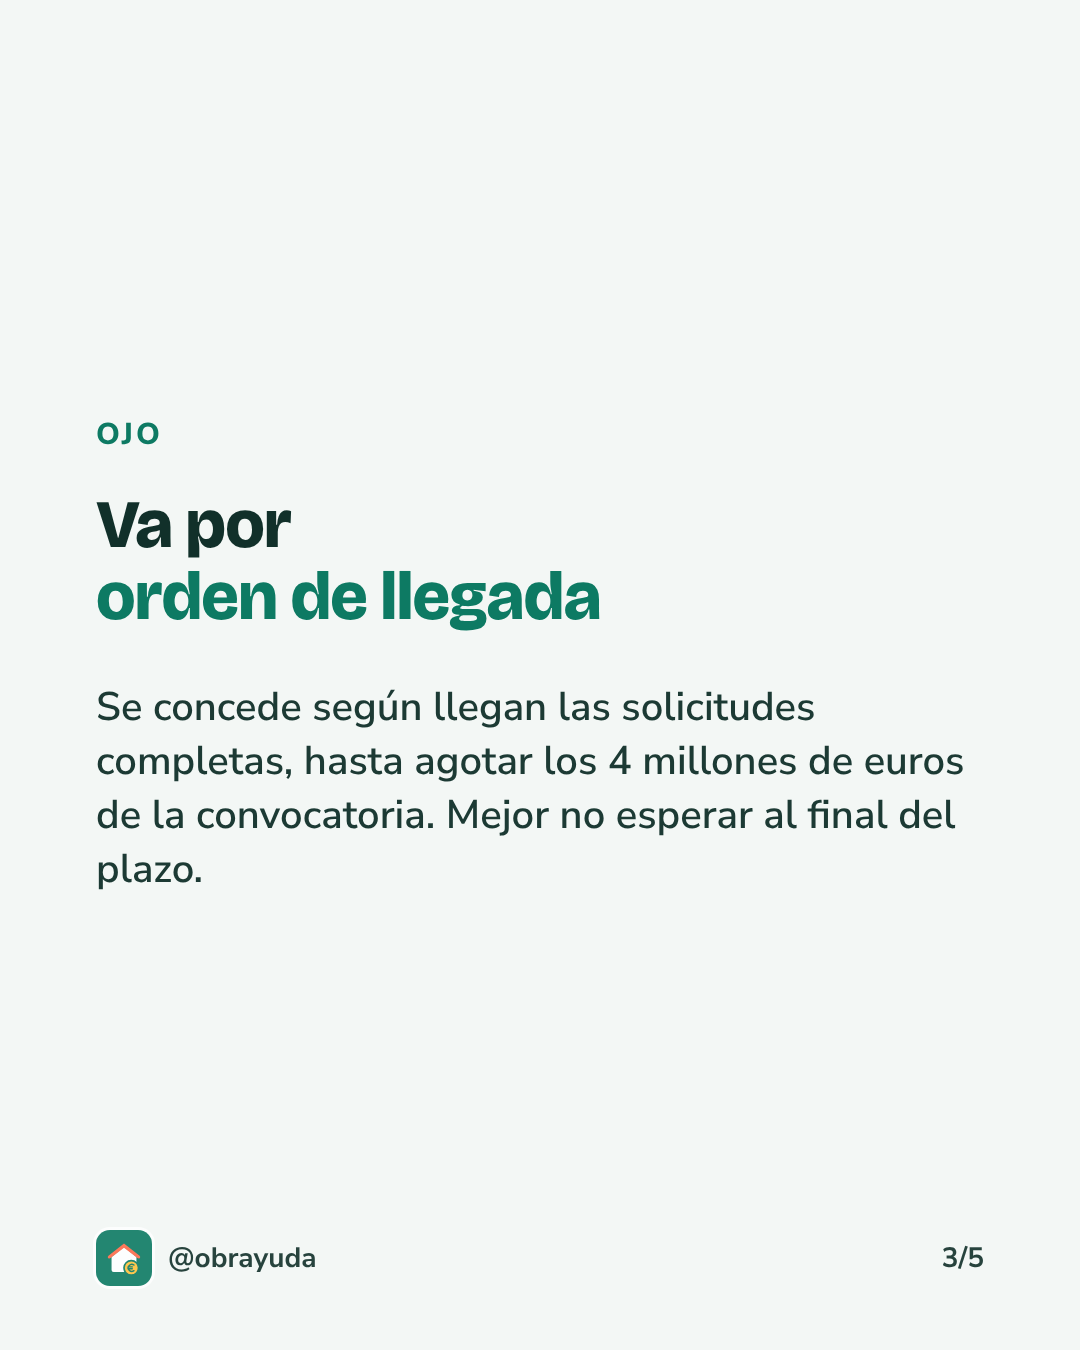 OJO
Va por
orden de llegada
Se concede según llegan las solicitudes
completas, hasta agotar los 4 millones de euros
de la convocatoria. Mejor no esperar al final del
plazo.
€
@obrayuda
3/5